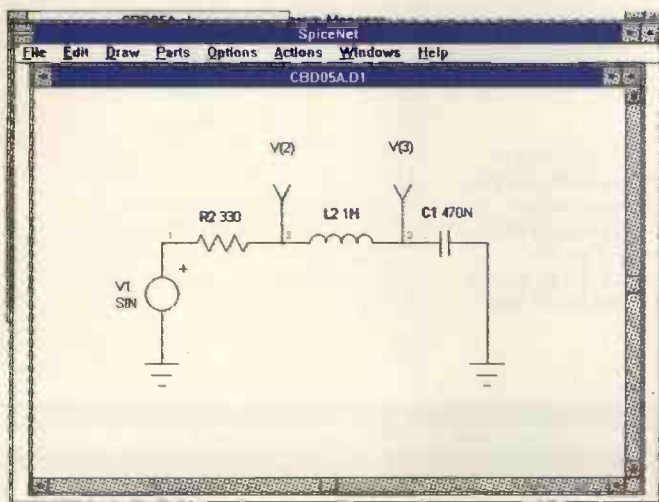 SpiceNet
File Edit Draw Parts Options Actions Windows Help
CBD05A.D1
V(2) V(3)
R2 330 L2 1M C1 470N
1 2 3
+
V1
SIN